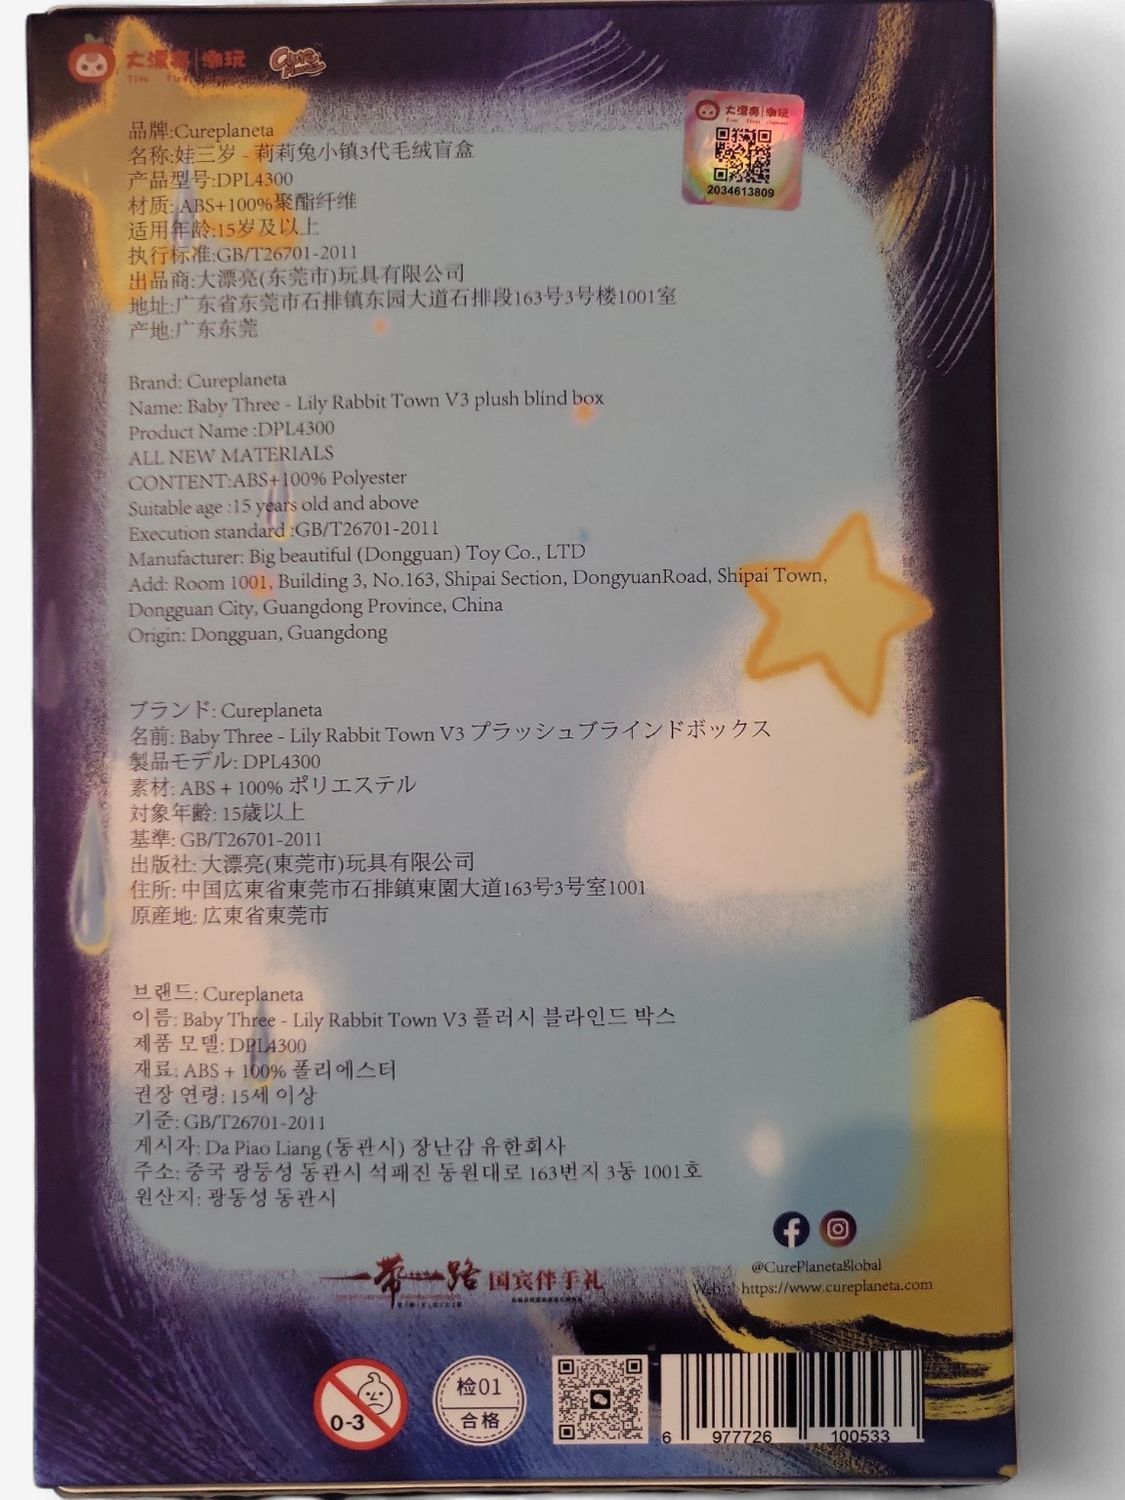 大漂亮 潮玩
品牌:Cureplaneta
名称:娃三岁 - 莉莉兔小镇3代毛绒盲盒
产品型号:DPL4300
材质: ABS+100%聚酯纤维
适用年龄:15岁及以上
执行标准:GB/T26701-2011
出品商:大漂亮(东莞市)玩具有限公司
地址:广东省东莞市石排镇东园大道石排段163号3号楼1001室
产地:广东东莞
大漂亮 潮玩
2034613809
Brand: Cureplaneta
Name: Baby Three - Lily Rabbit Town V3 plush blind box
Product Name :DPL4300
ALL NEW MATERIALS
CONTENT:ABS+100% Polyester
Suitable age :15 years old and above
Execution standard :GB/T26701-2011
Manufacturer: Big beautiful (Dongguan) Toy Co., LTD
Add: Room 1001, Building 3, No.163, Shipai Section, DongyuanRoad, Shipai Town,
Dongguan City, Guangdong Province, China
Origin: Dongguan, Guangdong
ブランド: Cureplaneta
名前: Baby Three - Lily Rabbit Town V3 プラッシュブラインドボックス
製品モデル: DPL4300
素材: ABS + 100% ポリエステル
対象年齢: 15歳以上
基準: GB/T26701-2011
出版社: 大漂亮(東莞市)玩具有限公司
住所: 中国広東省東莞市石排鎮東園大道163号3号室1001
原産地: 広東省東莞市
브랜드: Cureplaneta
이름: Baby Three - Lily Rabbit Town V3 플러시 블라인드 박스
제품 모델: DPL4300
재료: ABS + 100% 폴리에스터
권장 연령: 15세 이상
기준: GB/T26701-2011
게시자: Da Piao Liang (동관시) 장난감 유한회사
주소: 중국 광둥성 동관시 석패진 동원대로 163번지 3동 1001호
원산지: 광동성 동관시
@CurePlanetaGlobal
Web: https://www.cureplaneta.com
一带一路 国宾伴手礼
0-3
检01
合格
6 977726 100533